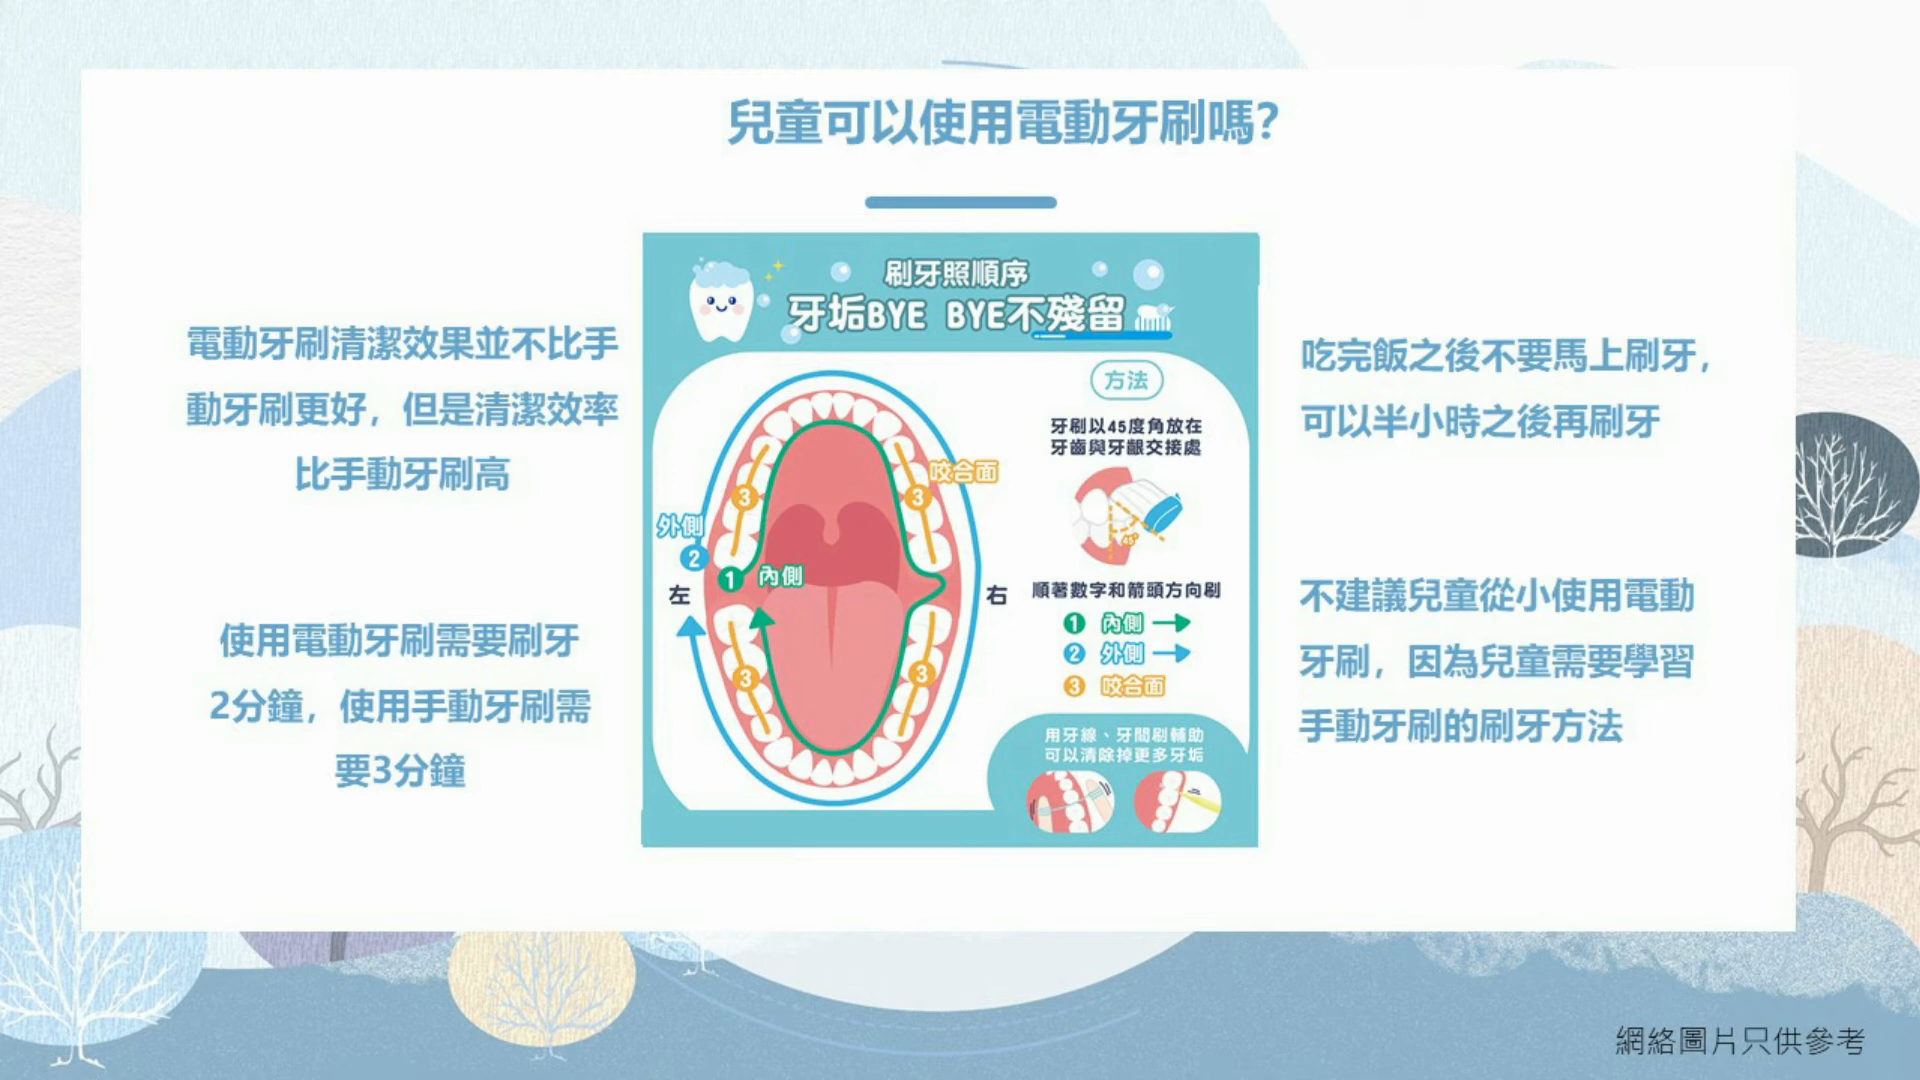 兒童可以使用電動牙刷嗎?
電動牙刷清潔效果並不比手
動牙刷更好，但是清潔效率
比手動牙刷高
使用電動牙刷需要刷牙
2分鐘，使用手動牙刷需
要3分鐘
刷牙照順序
牙垢BYE BYE不殘留
方法
牙刷以45度角放在
牙齒與牙齦交接處
45°
咬合面
3
3
外側
2
1
內側
左
右
3
3
順著數字和箭頭方向刷
1 內側
2 外側
3 咬合面
用牙線、牙間刷輔助
可以清除掉更多牙垢
吃完飯之後不要馬上刷牙，
可以半小時之後再刷牙
不建議兒童從小使用電動
牙刷，因為兒童需要學習
手動牙刷的刷牙方法
網絡圖片只供參考